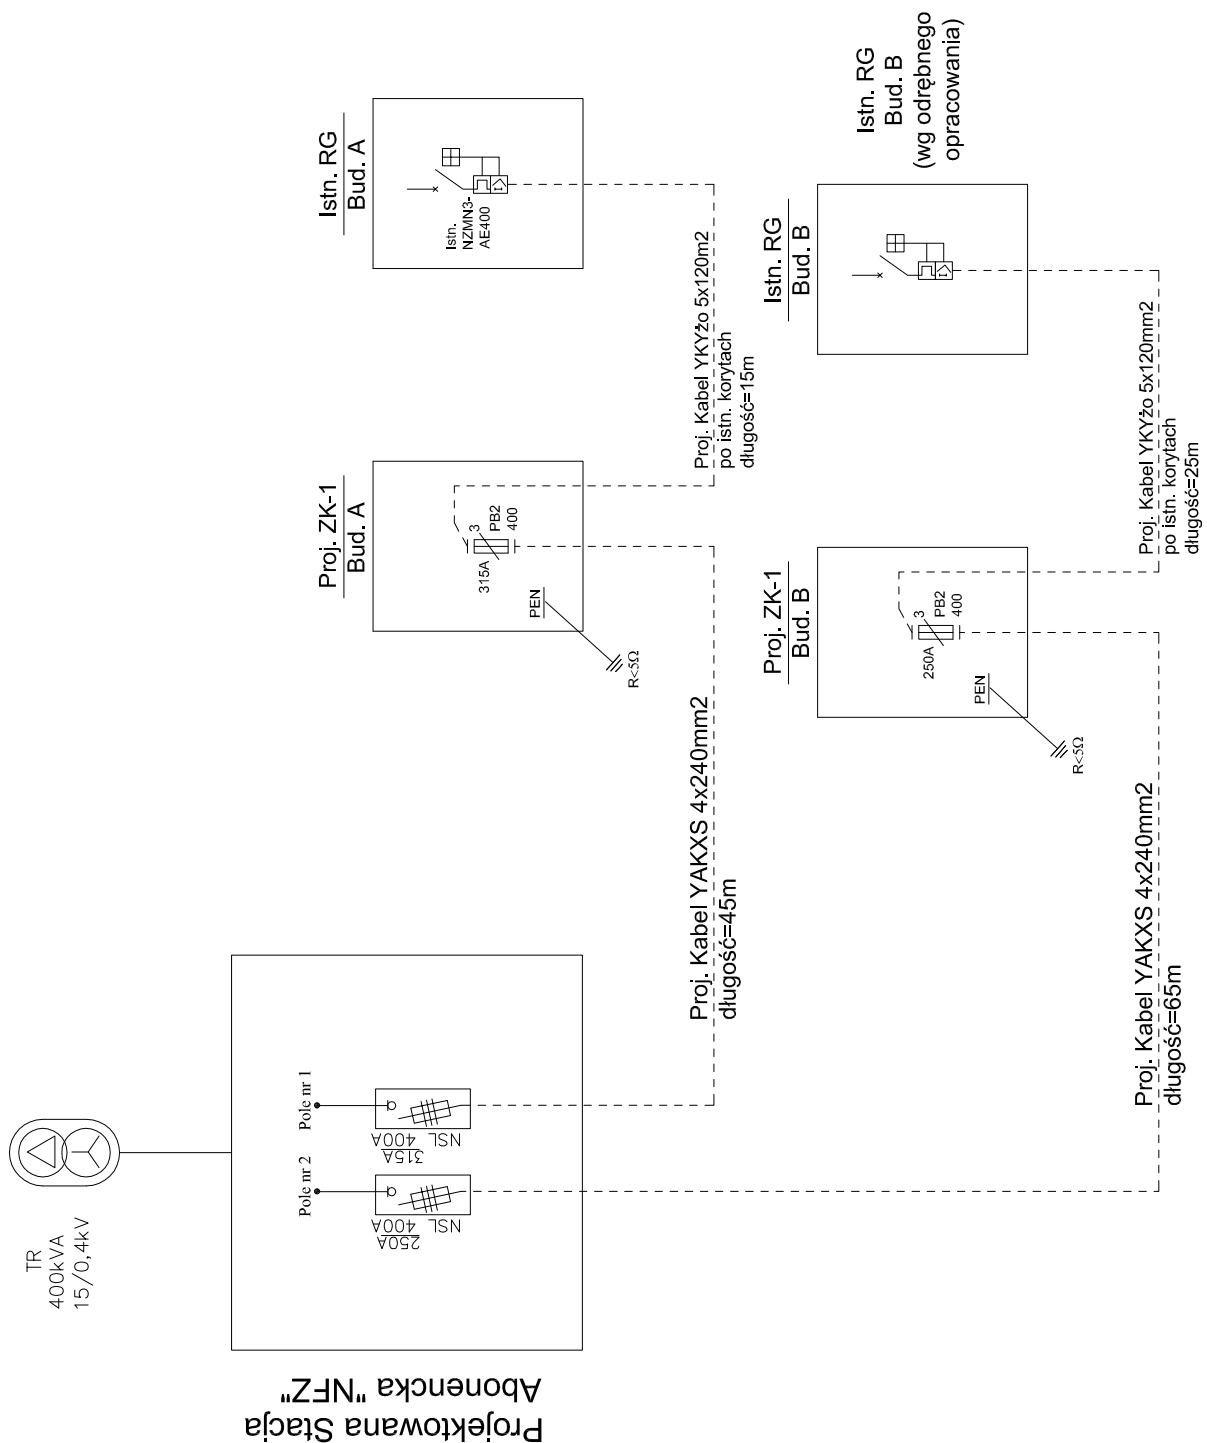 TR
400kVA
15/0,4kV
Projektowana Stacja
Abonencka "NFZ"
Pole nr 2
NSL
400A
250A
Pole nr 1
NSL
400A
315A
Proj. Kabel YAKXS 4x240mm2
długość=45m
Proj. ZK-1
Bud. A
315A
3
PB2
400
PEN
R<5Ω
Proj. Kabel YKYżo 5x120mm2
po istn. korytach
długość=15m
Istn. RG
Bud. A
Istn.
NZMN3-
AE400
Proj. Kabel YAKXS 4x240mm2
długość=65m
Proj. ZK-1
Bud. B
250A
3
PB2
400
PEN
R<5Ω
Proj. Kabel YKYżo 5x120mm2
po istn. korytach
długość=25m
Istn. RG
Bud. B
Istn. RG
Bud. B
(wg odrębnego
opracowania)